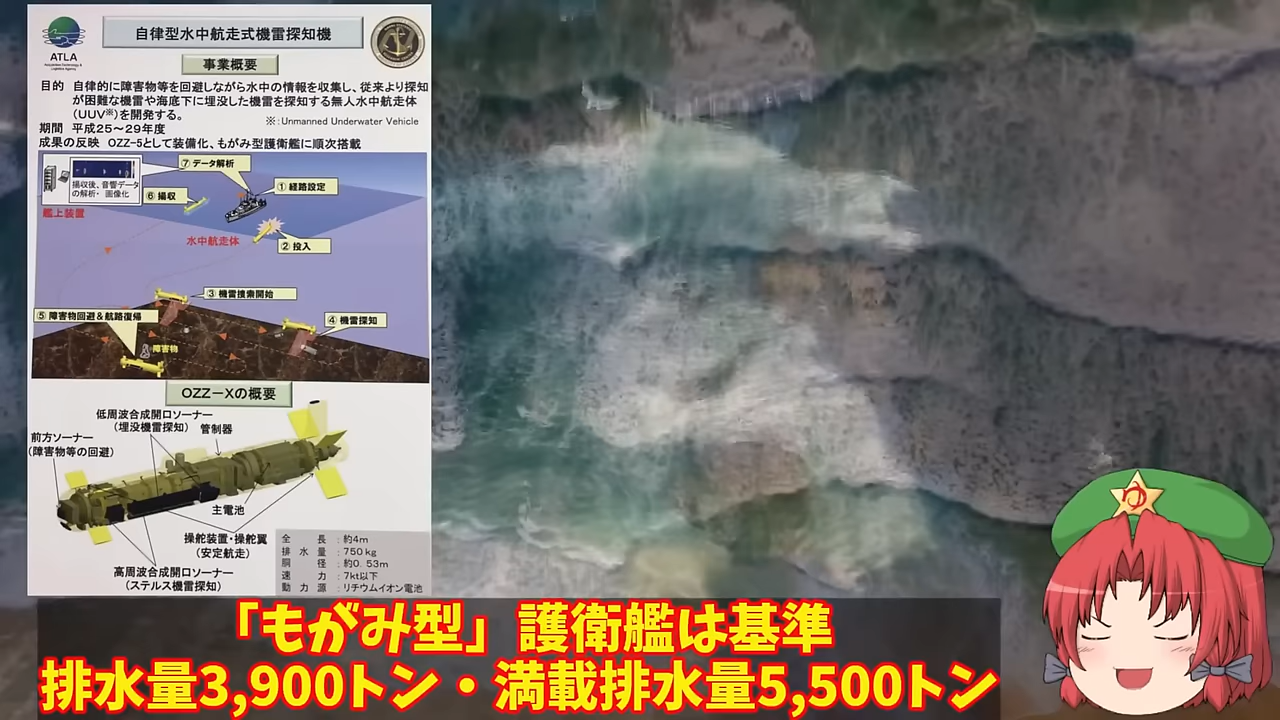 ATLA
自律型水中航走式機雷探知機
事業概要
目的 自律的に障害物等を回避しながら水中の情報を収集し、従来より探知
が困難な機雷や海底下に埋没した機雷を探知する無人水中航走体
(UUV※)を開発する。
※:Unmanned Underwater Vehicle
期間 平成25～29年度
成果の反映 OZZ-5として装備化、もがみ型護衛艦に順次搭載
⑦データ解析
揚収後、音響データ
の解析・画像化
艦上装置
⑥揚収
①経路設定
水中航走体
②投入
③機雷捜索開始
⑤障害物回避＆航路復帰
④機雷探知
障害物
OZZ－Xの概要
低周波合成開口ソーナー
(埋没機雷探知)
管制器
前方ソーナー
(障害物等の回避)
主電池
操舵装置・操舵翼
(安定航走)
高周波合成開口ソーナー
(ステルス機雷探知)
全長:約4m
排水量:750kg
胴径:約0.53m
速力:7kt以下
動力源:リチウムイオン電池
「もがみ型」護衛艦は基準
排水量3,900トン・満載排水量5,500トン
ゆ